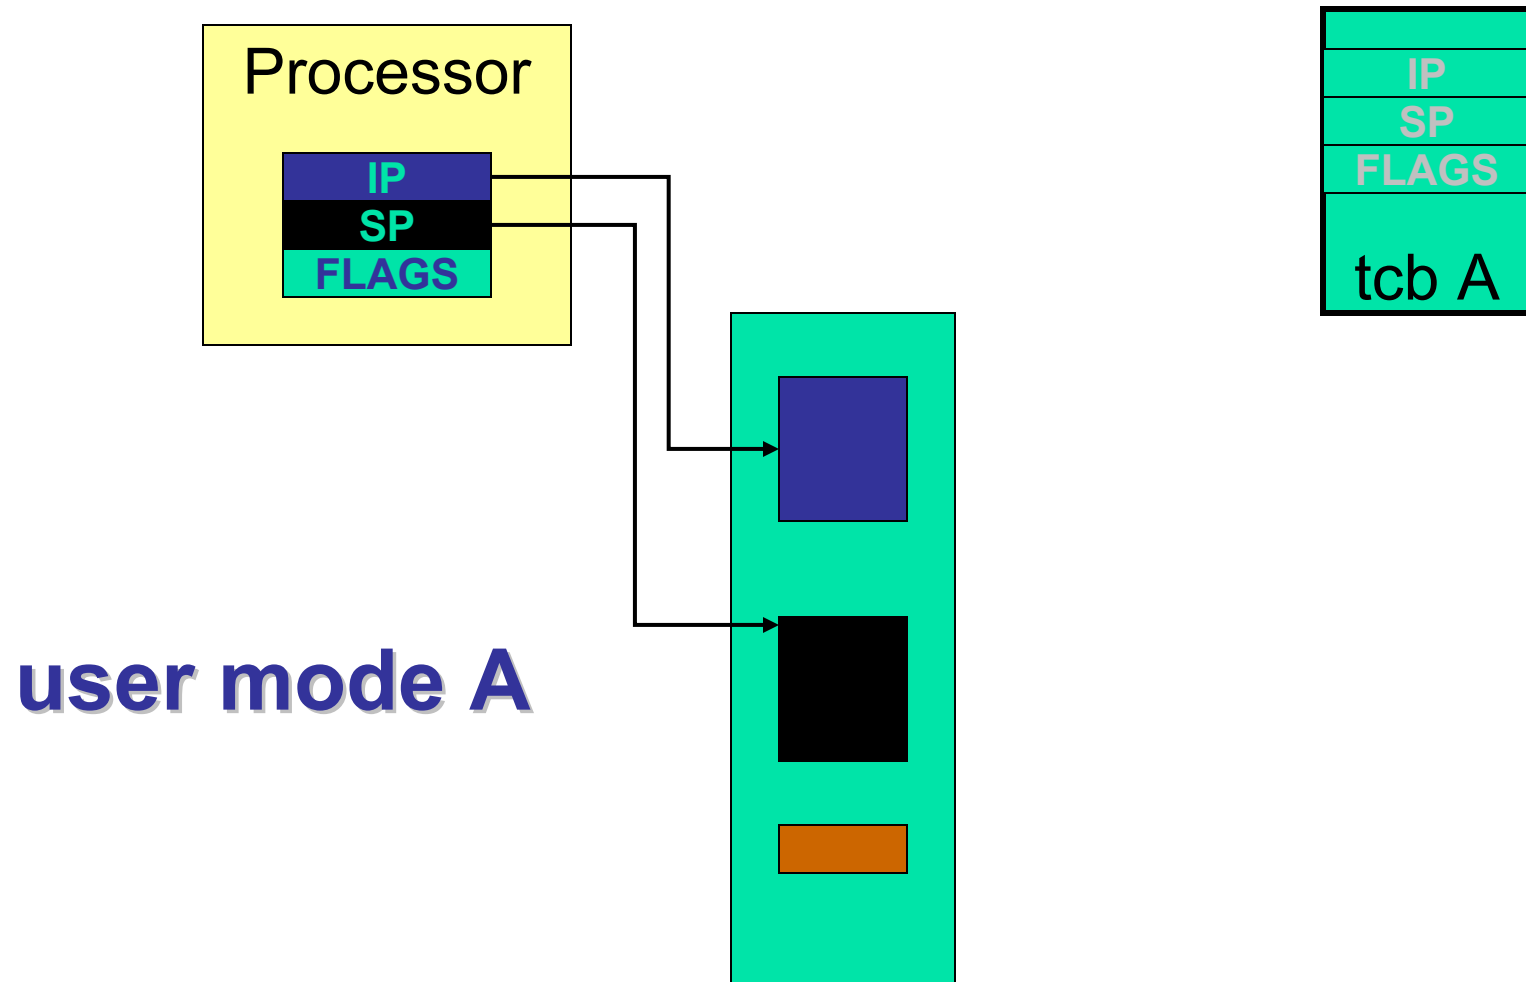 Processor
IP
SP
FLAGS
IP
SP
FLAGS
tcb A
user mode A